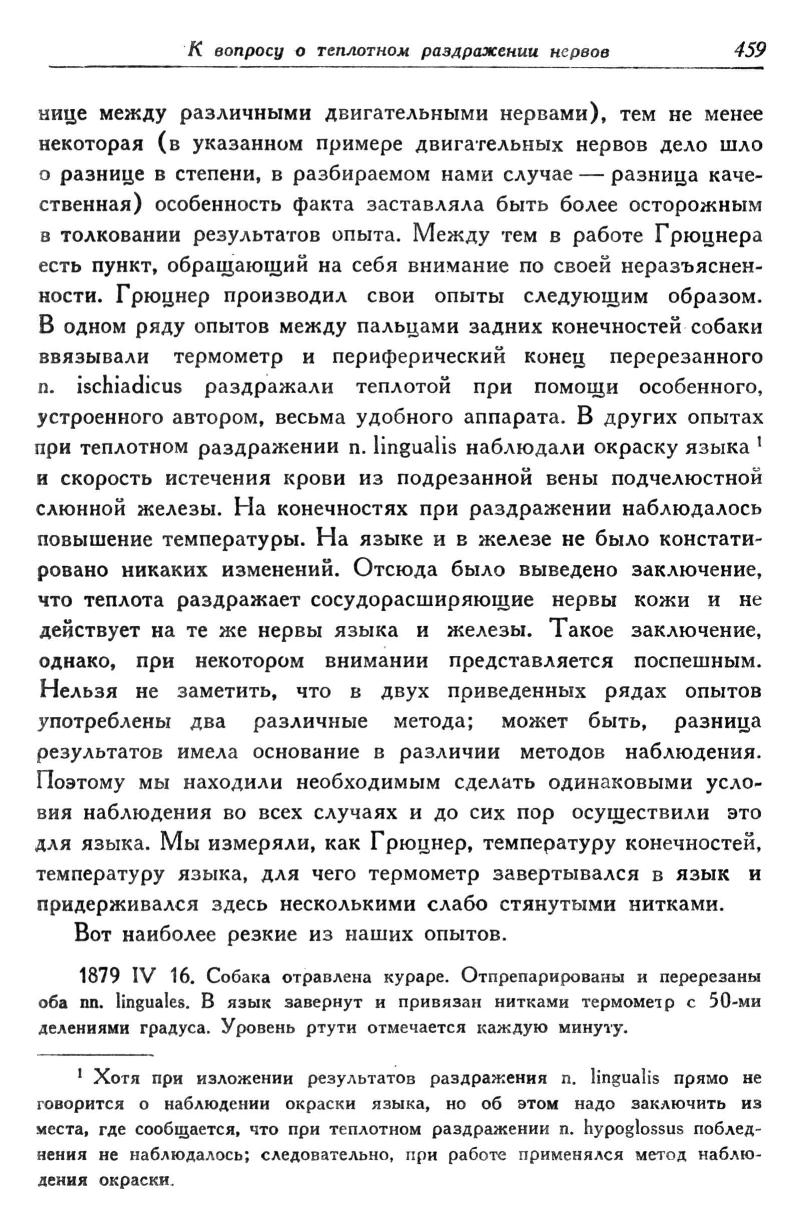 К вопросу о теплотном раздражении нервов 459
нице между различными двигательными нервами), тем не менее
некоторая (в указанном примере двигательных нервов дело шло
о разнице в степени, в разбираемом нами случае — разница каче-
ственная) особенность факта заставляла быть более осторожным
в толковании результатов опыта. Между тем в работе Грюцнера
есть пункт, обращающий на себя внимание по своей неразъяснен-
ности. Грюцнер производил свои опыты следующим образом.
В одном ряду опытов между пальцами задних конечностей собаки
ввязывали термометр и периферический конец перерезанного
n. ischiadicus раздражали теплотой при помощи особенного,
устроенного автором, весьма удобного аппарата. В других опытах
при теплотном раздражении n. lingualis наблюдали окраску языка ¹
и скорость истечения крови из подрезанной вены подчелюстной
слюнной железы. На конечностях при раздражении наблюдалось
повышение температуры. На языке и в железе не было констати-
ровано никаких изменений. Отсюда было выведено заключение,
что теплота раздражает сосудорасширяющие нервы кожи и не
действует на те же нервы языка и железы. Такое заключение,
однако, при некотором внимании представляется поспешным.
Нельзя не заметить, что в двух приведенных рядах опытов
употреблены два различные метода; может быть, разница
результатов имела основание в различии методов наблюдения.
Поэтому мы находили необходимым сделать одинаковыми усло-
вия наблюдения во всех случаях и до сих пор осуществили это
для языка. Мы измеряли, как Грюцнер, температуру конечностей,
температуру языка, для чего термометр завертывался в язык и
придерживался здесь несколькими слабо стянутыми нитками.
Вот наиболее резкие из наших опытов.
1879 IV 16. Собака отравлена кураре. Отпрепарированы и перерезаны
оба nn. linguales. В язык завернут и привязан нитками термометр с 50-ми
делениями градуса. Уровень ртути отмечается каждую минуту.
¹ Хотя при изложении результатов раздражения n. lingualis прямо не
говорится о наблюдении окраски языка, но об этом надо заключить из
места, где сообщается, что при теплотном раздражении n. hypoglossus поблед-
нения не наблюдалось; следовательно, при работе применялся метод наблю-
дения окраски.